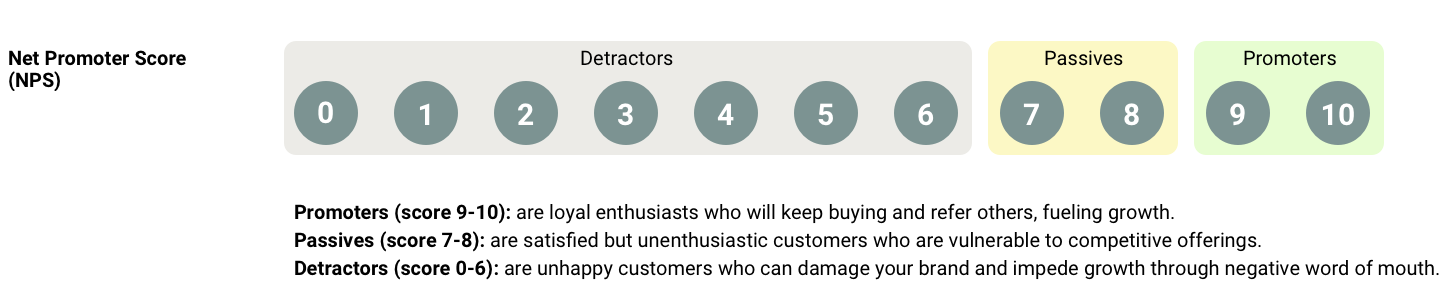 Net Promoter Score
(NPS)
Detractors
Passives
Promoters
0 1 2 3 4 5 6 7 8 9 10
Promoters (score 9-10): are loyal enthusiasts who will keep buying and refer others, fueling growth.
Passives (score 7-8): are satisfied but unenthusiastic customers who are vulnerable to competitive offerings.
Detractors (score 0-6): are unhappy customers who can damage your brand and impede growth through negative word of mouth.